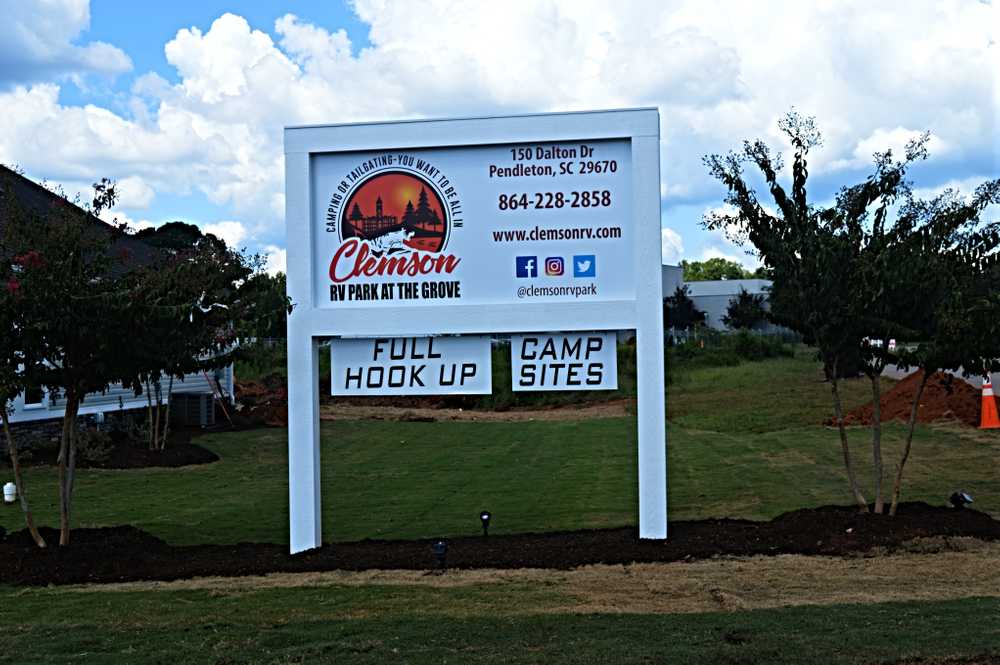 CAMPING OR TAILGATING-YOU WANT TO BE ALL IN
Clemson
RV PARK AT THE GROVE
150 Dalton Dr
Pendleton, SC 29670
864-228-2858
www.clemsonrv.com
@clemsonrvpark
FULL
HOOK UP
CAMP
SITES